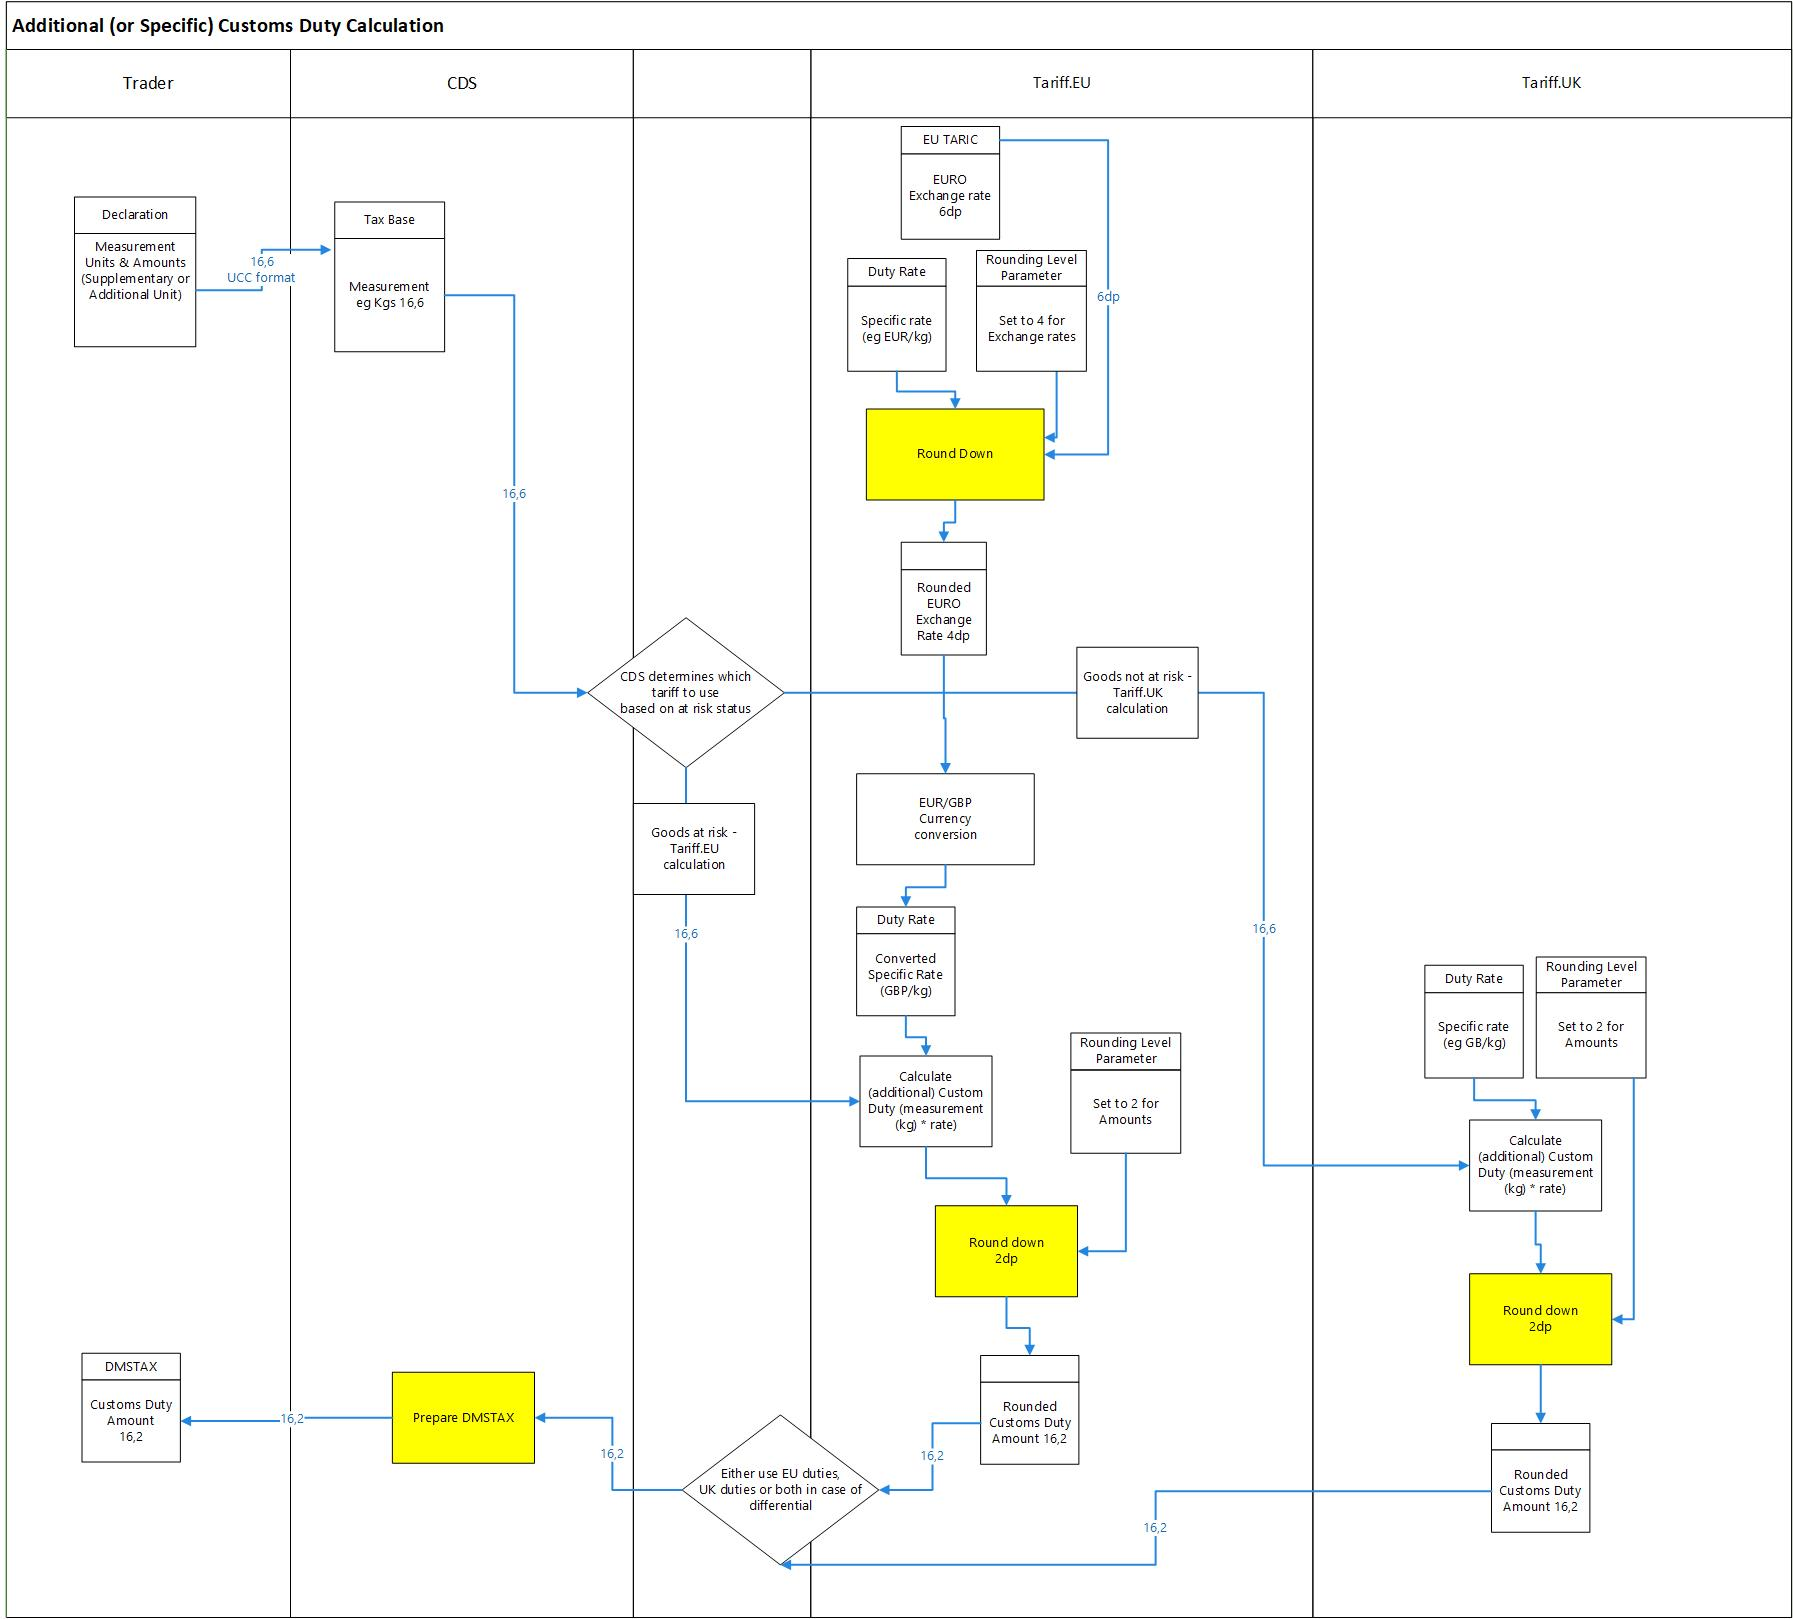 Additional (or Specific) Customs Duty Calculation
Trader
CDS
Tariff.EU
Tariff.UK
EU TARIC
EURO
Exchange rate
6dp
Declaration
Measurement
Units & Amounts
(Supplementary or
Additional Unit)
16,6
UCC format
Tax Base
Measurement
eg Kgs 16,6
Duty Rate
Specific rate
(eg EUR/kg)
Rounding Level
Parameter
Set to 4 for
Exchange rates
6dp
Round Down
16,6
Rounded
EURO
Exchange
Rate 4dp
CDS determines which
tariff to use
based on at risk status
Goods not at risk -
Tariff.UK
calculation
EUR/GBP
Currency
conversion
Goods at risk -
Tariff.EU
calculation
16,6
16,6
Duty Rate
Converted
Specific Rate
(GBP/kg)
Duty Rate
Specific rate
(eg GB/kg)
Rounding Level
Parameter
Set to 2 for
Amounts
Calculate
(additional) Custom
Duty (measurement
(kg) * rate)
Rounding Level
Parameter
Set to 2 for
Amounts
Calculate
(additional) Custom
Duty (measurement
(kg) * rate)
Round down
2dp
Round down
2dp
DMSTAX
Customs Duty
Amount
16,2
16,2
Prepare DMSTAX
16,2
Rounded
Customs Duty
Amount 16,2
16,2
Either use EU duties,
UK duties or both in case of
differential
Rounded
Customs Duty
Amount 16,2
16,2